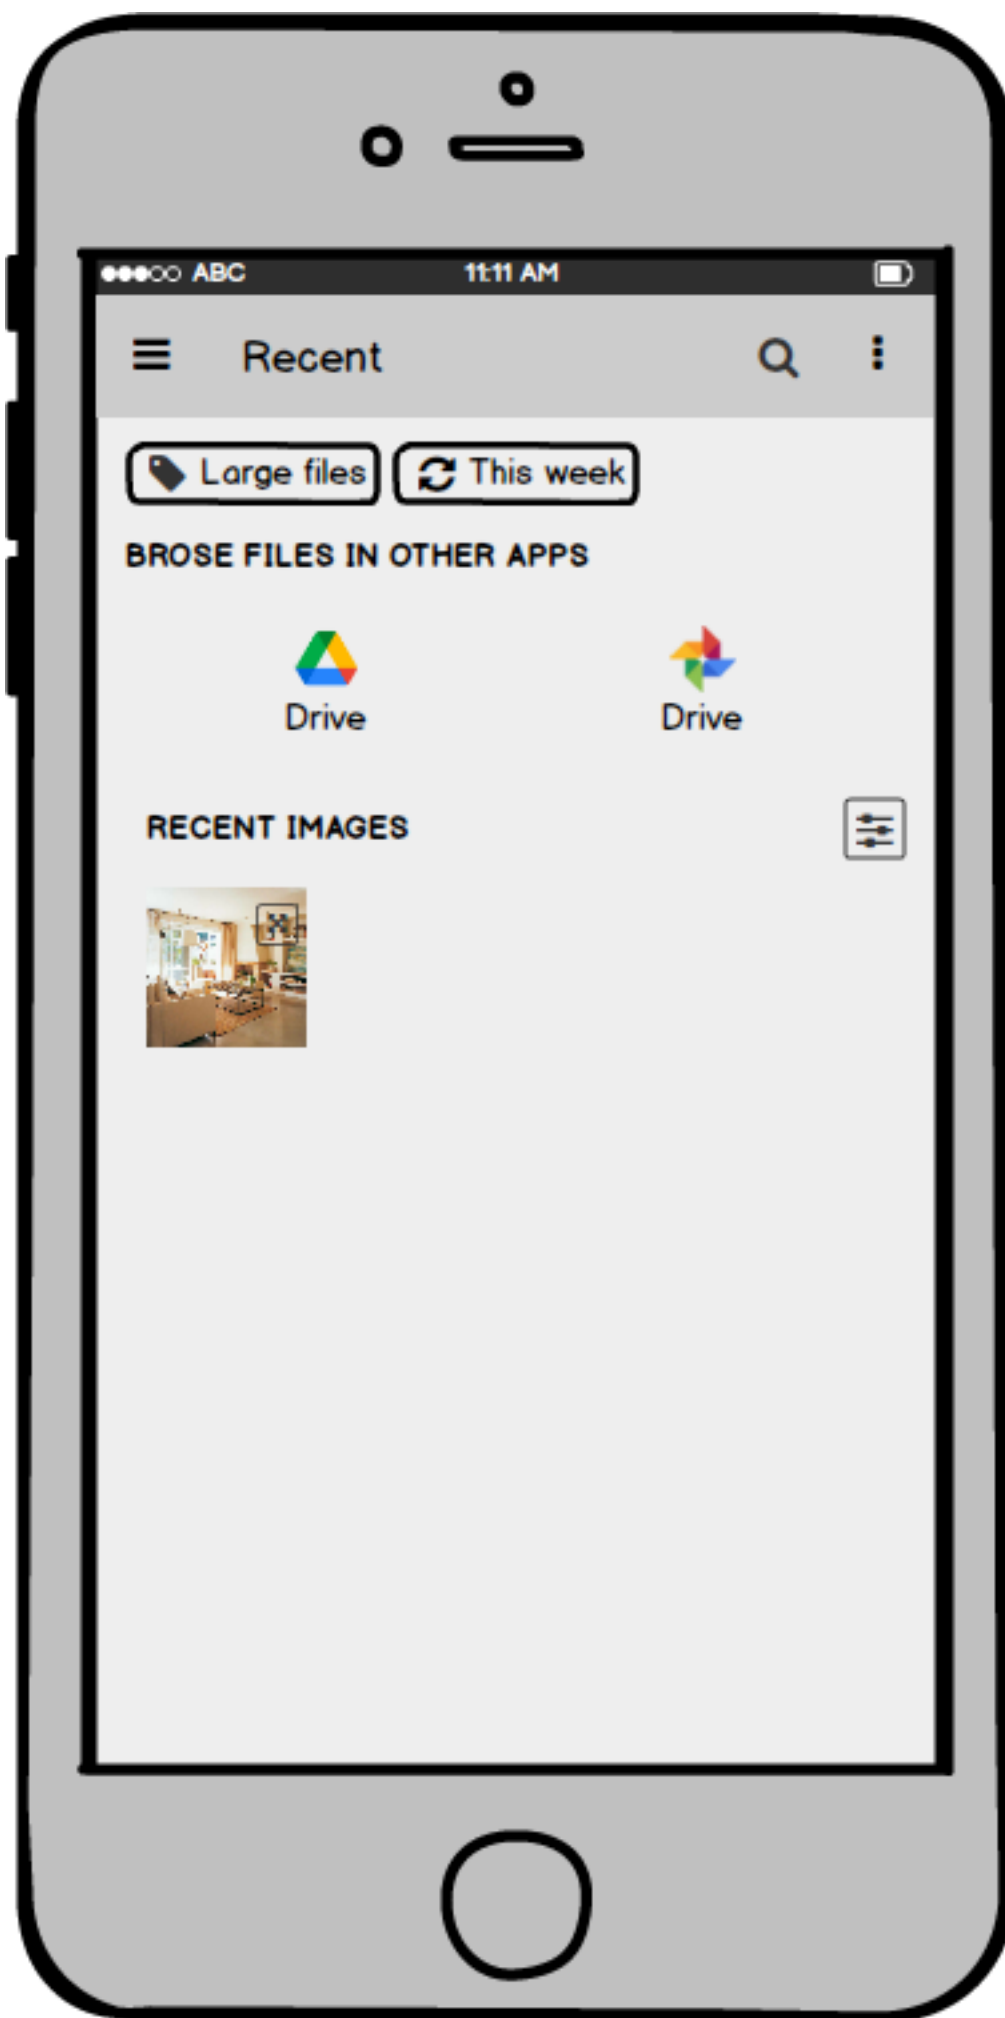 ABC 11:11 AM
Recent
Large files This week
BROSE FILES IN OTHER APPS
Drive Drive
RECENT IMAGES